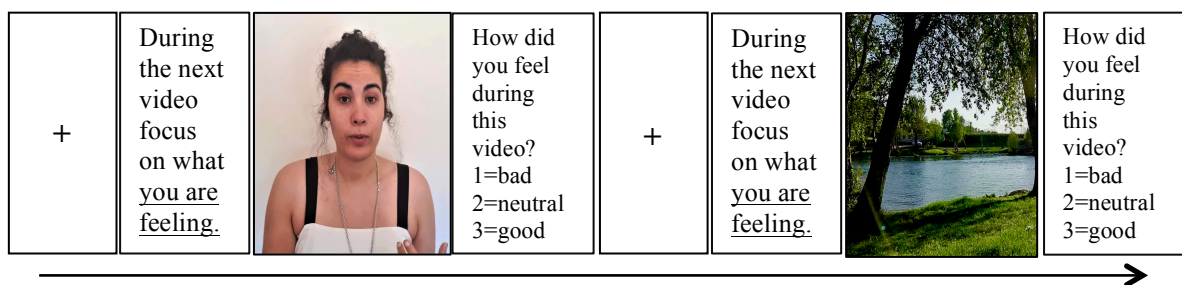 +
During
the next
video
focus
on what
you are
feeling.
How did
you feel
during
this
video?
1=bad
2=neutral
3=good
+
During
the next
video
focus
on what
you are
feeling.
How did
you feel
during
this
video?
1=bad
2=neutral
3=good